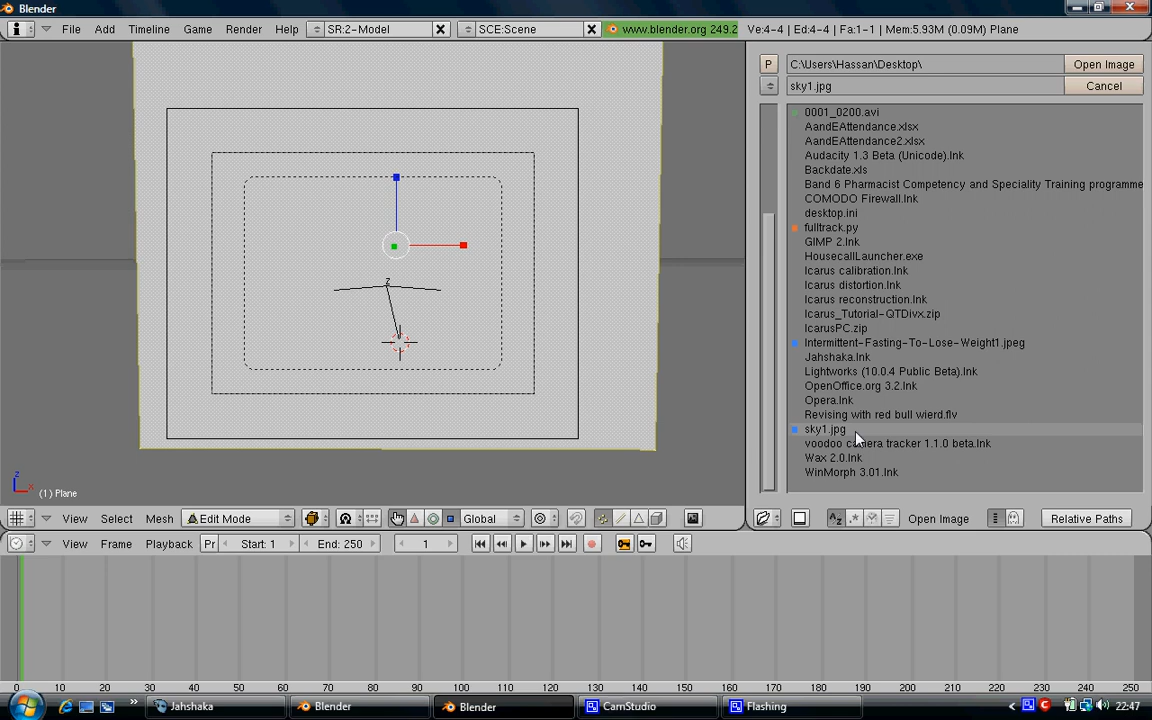 Blender
File Add Timeline Game Render Help SR:2-Model SCE:Scene www.blender.org 249.2 Ve:4-4 | Ed:4-4 | Fa:1-1 | Mem:5.93M (0.09M) Plane
P C:\Users\Hassan\Desktop\ Open Image
sky1.jpg Cancel
0001_0200.avi
AandEAttendance.xlsx
AandEAttendance2.xlsx
Audacity 1.3 Beta (Unicode).lnk
Backdate.xls
Band 6 Pharmacist Competency and Speciality Training programme
COMODO Firewall.lnk
desktop.ini
fulltrack.py
GIMP 2.lnk
HousecallLauncher.exe
Icarus calibration.lnk
Icarus distortion.lnk
Icarus reconstruction.lnk
Icarus_Tutorial-QTDivx.zip
IcarusPC.zip
Intermittent-Fasting-To-Lose-Weight1.jpeg
Jahshaka.lnk
Lightworks (10.0.4 Public Beta).lnk
OpenOffice.org 3.2.lnk
Opera.lnk
Revising with red bull wierd.flv
sky1.jpg
voodoo camera tracker 1.1.0 beta.lnk
Wax 2.0.lnk
WinMorph 3.01.lnk
z
z x
(1) Plane
View Select Mesh Edit Mode Global Open Image Relative Paths
View Frame Playback Pr Start: 1 End: 250 1
0 10 20 30 40 50 60 70 80 90 100 110 120 130 140 150 160 170 180 190 200 210 220 230 240 250
Jahshaka Blender Blender CamStudio Flashing 22:47